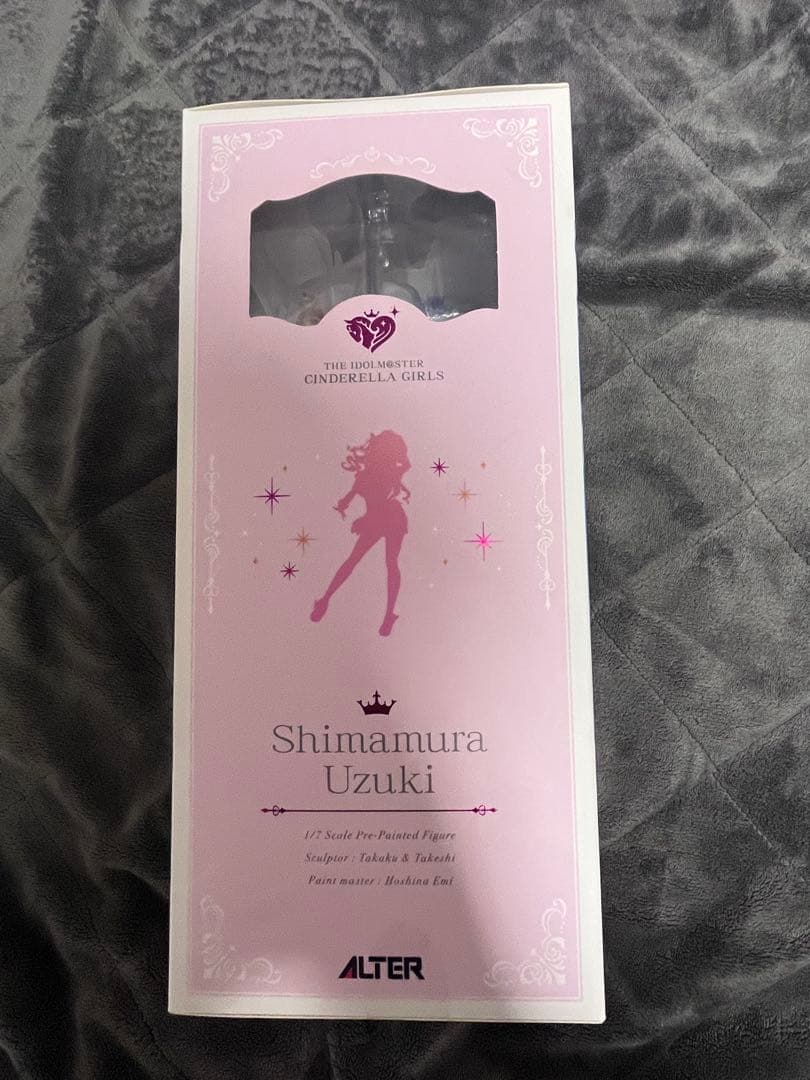 THE IDOLM@STER
CINDERELLA GIRLS
Shimamura
Uzuki
1/7 Scale Pre-Painted Figure
Sculptor : Takaku & Takeshi
Paint master : Hoshina Emi
ALTER